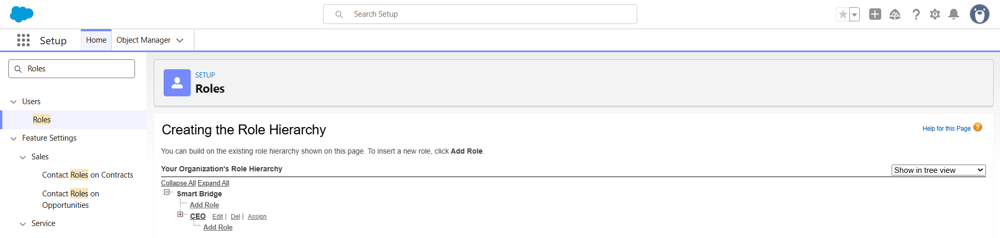 Search Setup
Setup
Home
Object Manager
Roles
Users
Roles
Feature Settings
Sales
Contact Roles on Contracts
Contact Roles on
Opportunities
Service
SETUP
Roles
Creating the Role Hierarchy
Help for this Page ?
You can build on the existing role hierarchy shown on this page. To insert a new role, click Add Role.
Your Organization's Role Hierarchy
Show in tree view
Collapse All Expand All
Smart Bridge
Add Role
CEO Edit | Del | Assign
Add Role